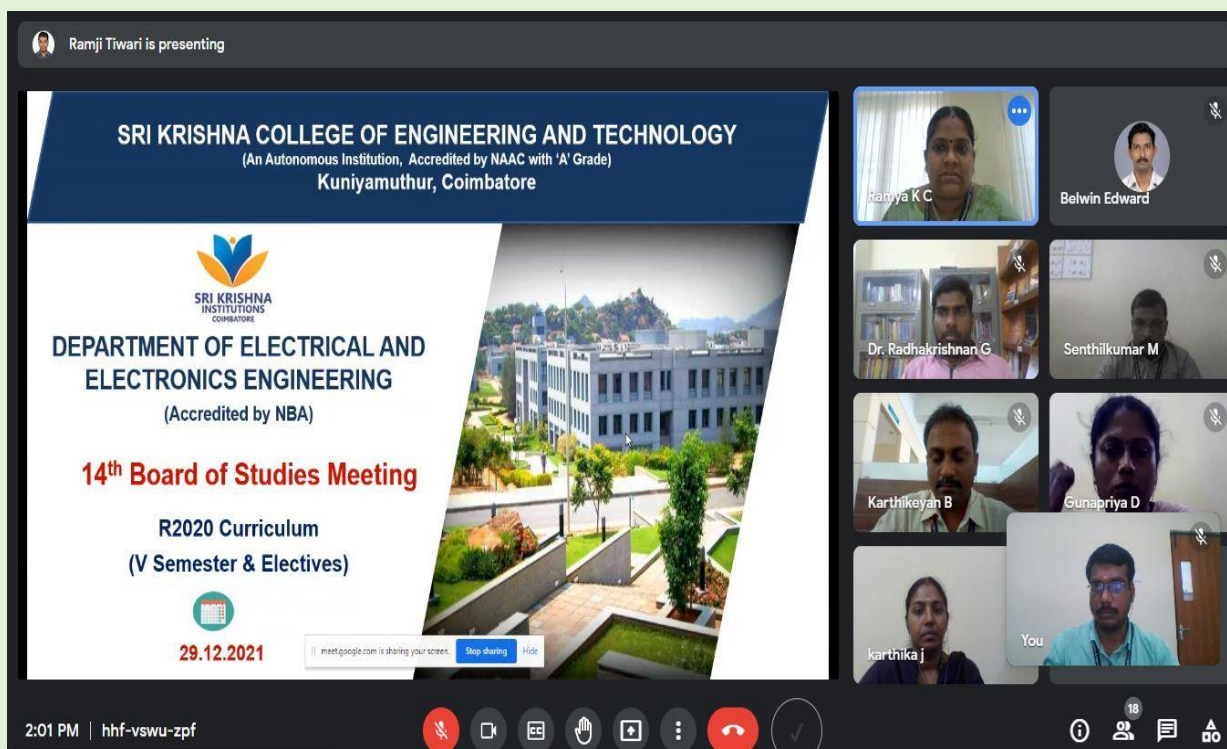 Ramji Tiwari is presenting
SRI KRISHNA COLLEGE OF ENGINEERING AND TECHNOLOGY
(An Autonomous Institution, Accredited by NAAC with ‘A’ Grade)
Kuniyamuthur, Coimbatore
SRI KRISHNA
INSTITUTIONS
COIMBATORE
DEPARTMENT OF ELECTRICAL AND
ELECTRONICS ENGINEERING
(Accredited by NBA)
14th Board of Studies Meeting
R2020 Curriculum
(V Semester & Electives)
29.12.2021
meet.google.com is sharing your screen. Stop sharing Hide
Ramya K C
Belwin Edward
Dr. Radhakrishnan G
Senthilkumar M
Karthikeyan B
Gunapriya D
karthika j
You
2:01 PM | hhf-vswu-zpf
CC
18